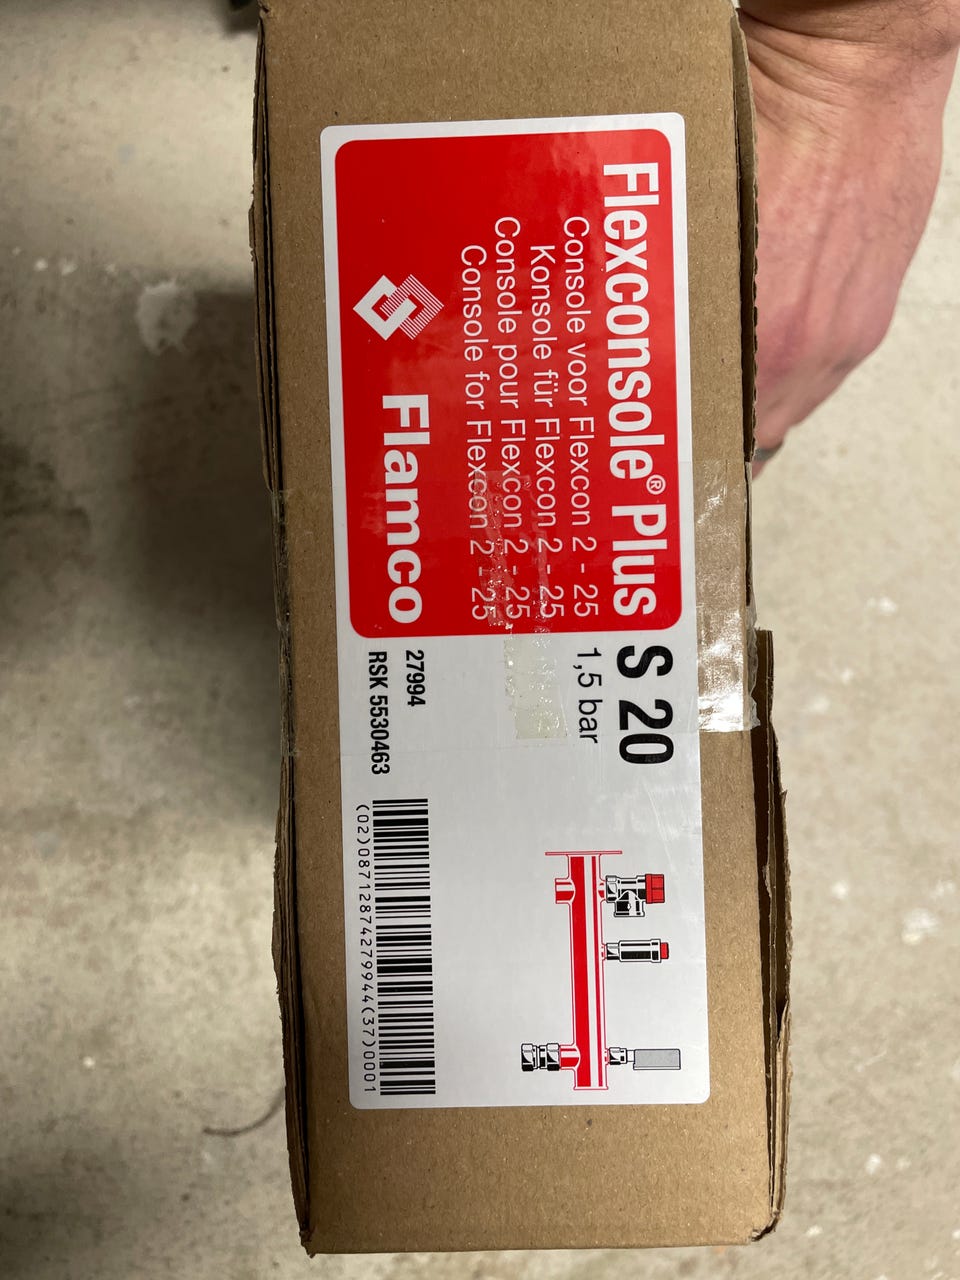 Flexconsole® Plus S 20
1,5 bar
Console voor Flexcon 2 - 25
Konsole für Flexcon 2 - 25
Console pour Flexcon 2 - 25
Console for Flexcon 2 - 25
Flamco
27994
RSK 5530463
(02)08712874279944(37)0001